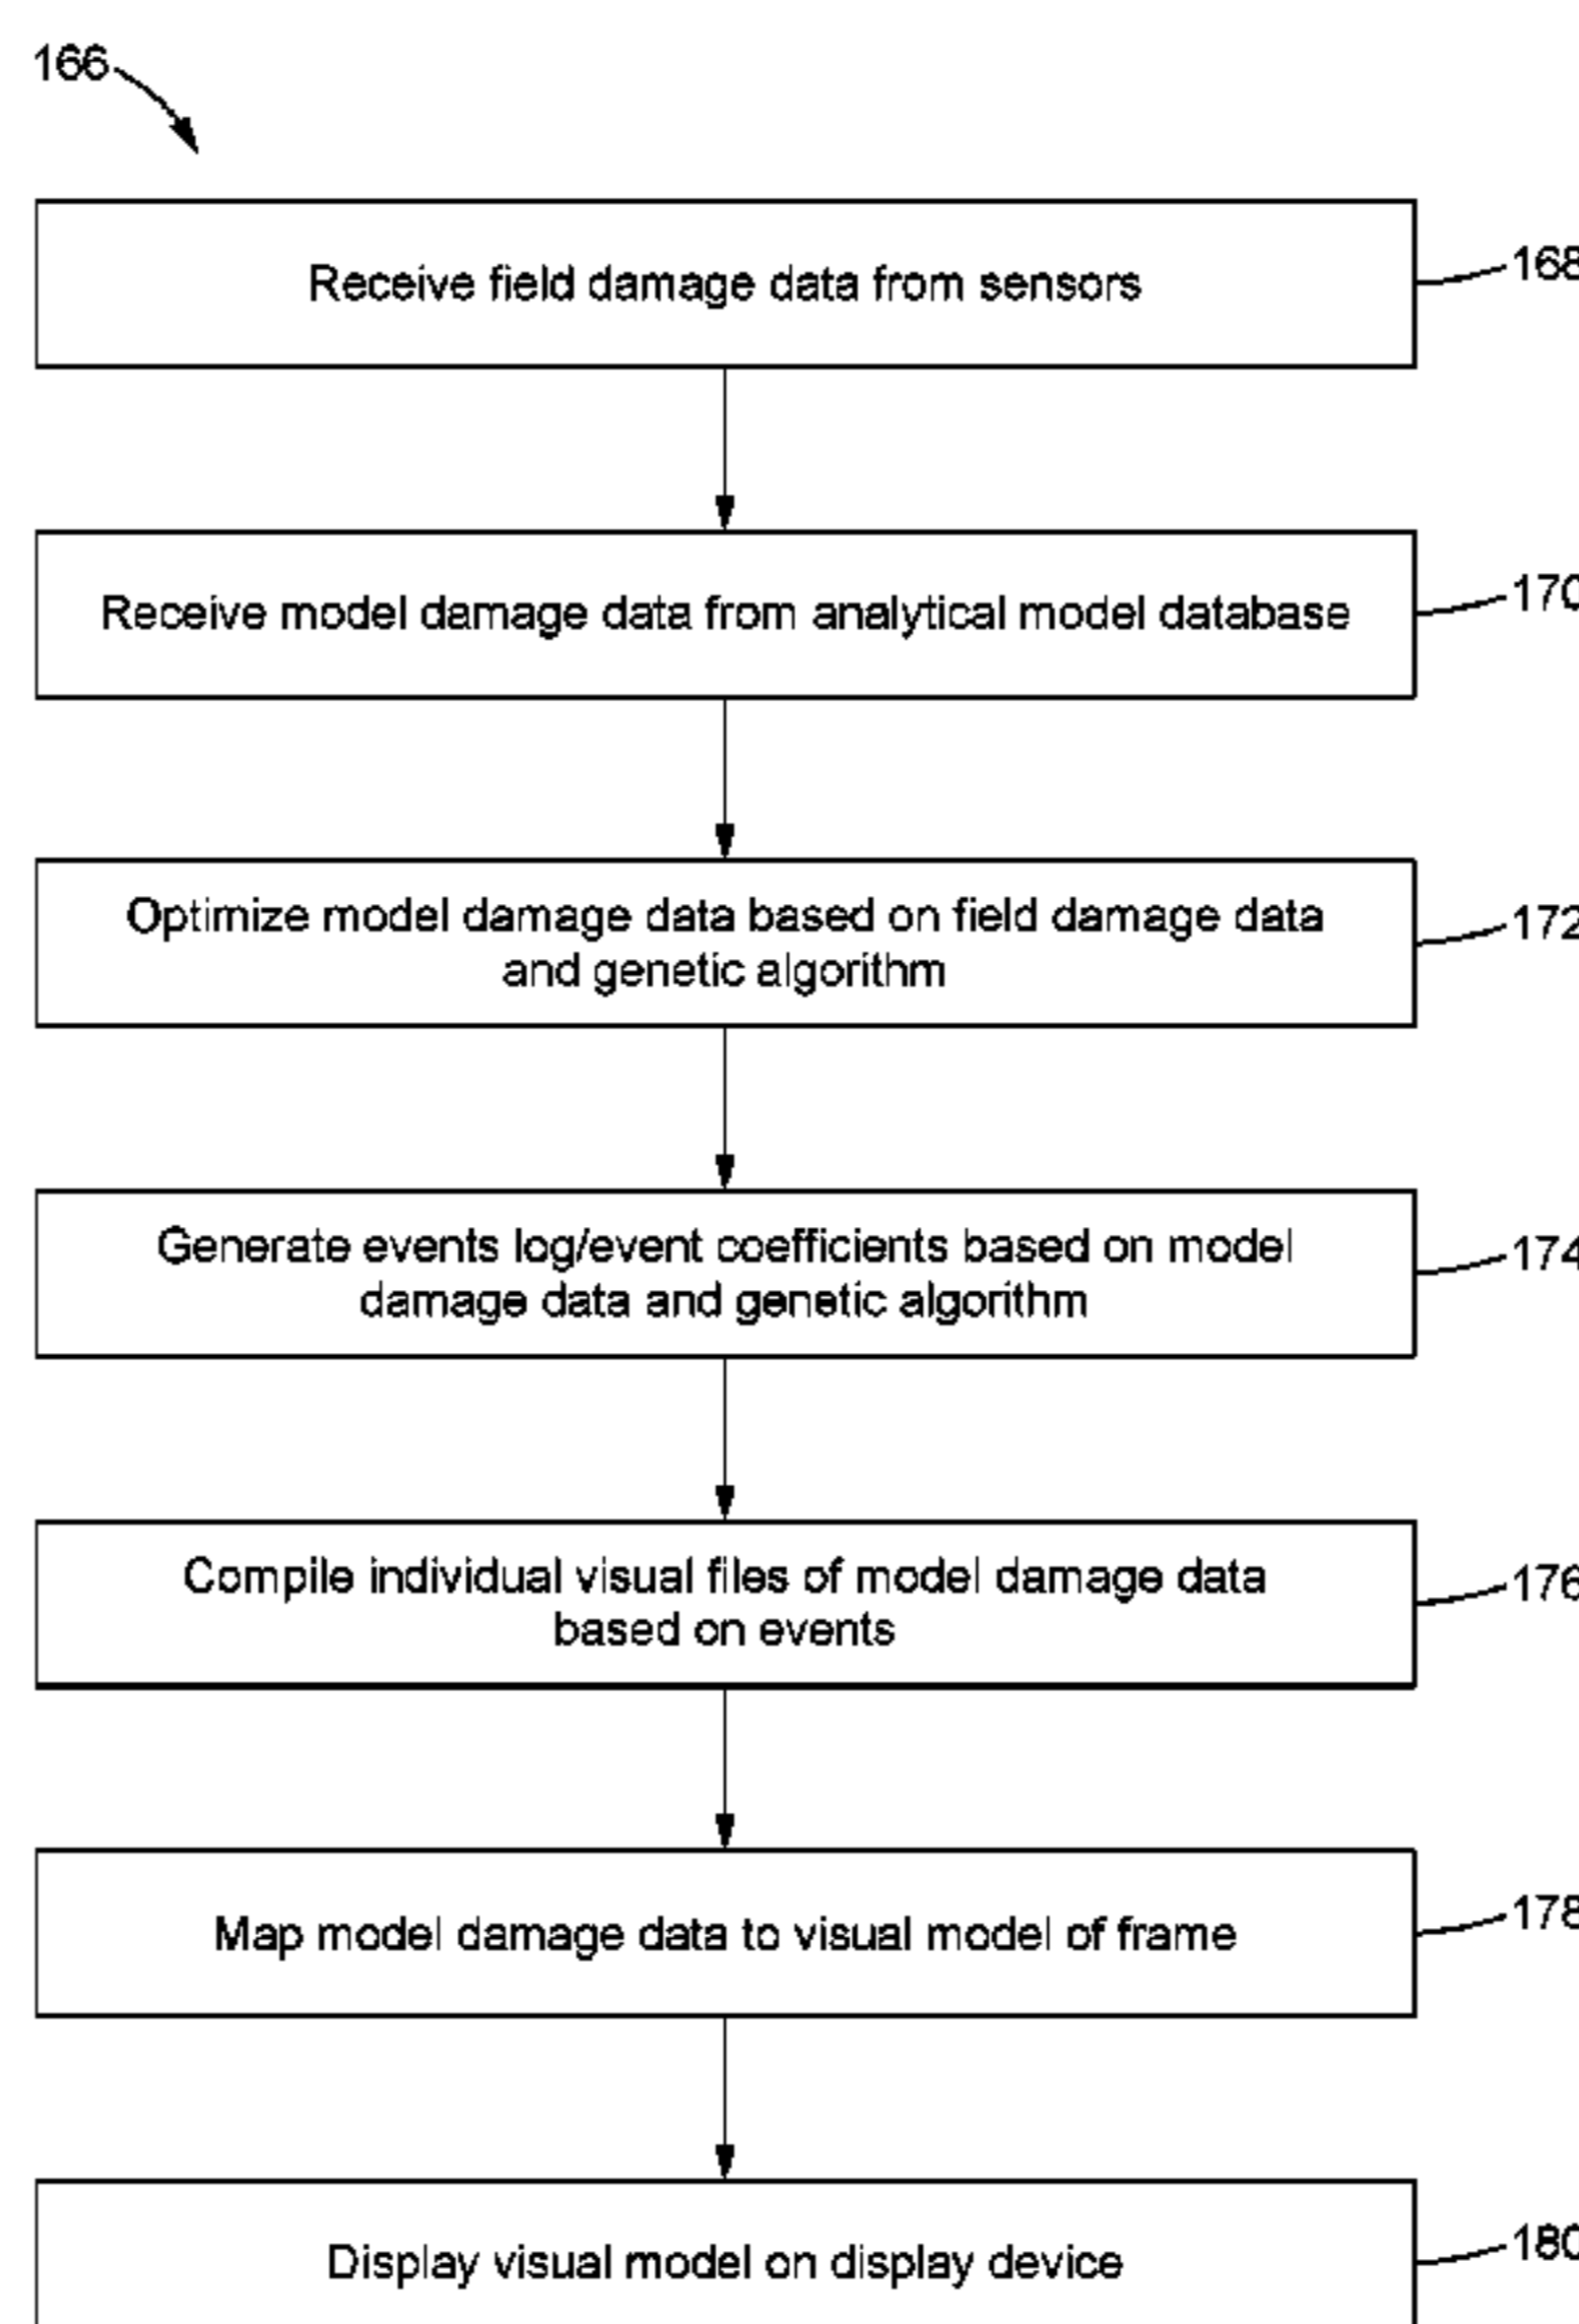 166
Receive field damage data from sensors
168
Receive model damage data from analytical model database
170
Optimize model damage data based on field damage data
and genetic algorithm
172
Generate events log/event coefficients based on model
damage data and genetic algorithm
174
Compile individual visual files of model damage data
based on events
176
Map model damage data to visual model of frame
178
Display visual model on display device
180